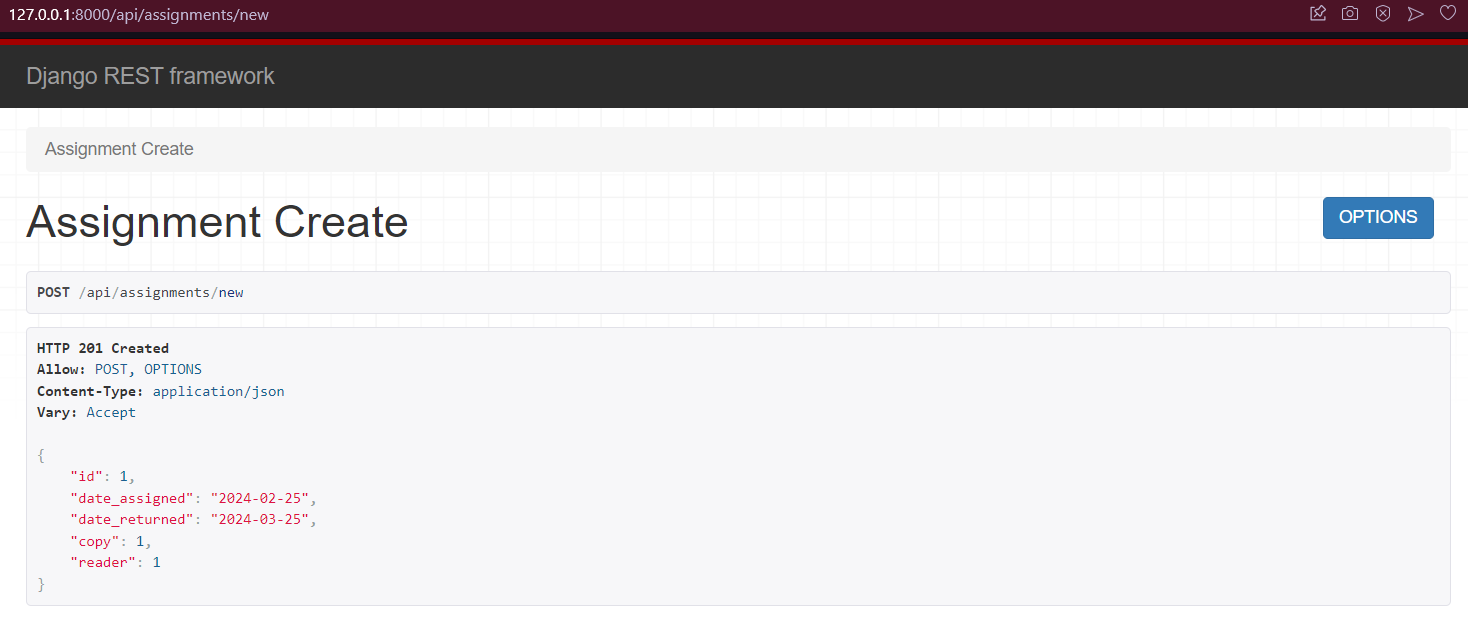 127.0.0.1:8000/api/assignments/new
Django REST framework
Assignment Create
Assignment Create
OPTIONS
POST /api/assignments/new
HTTP 201 Created
Allow: POST, OPTIONS
Content-Type: application/json
Vary: Accept
{
    "id": 1,
    "date_assigned": "2024-02-25",
    "date_returned": "2024-03-25",
    "copy": 1,
    "reader": 1
}